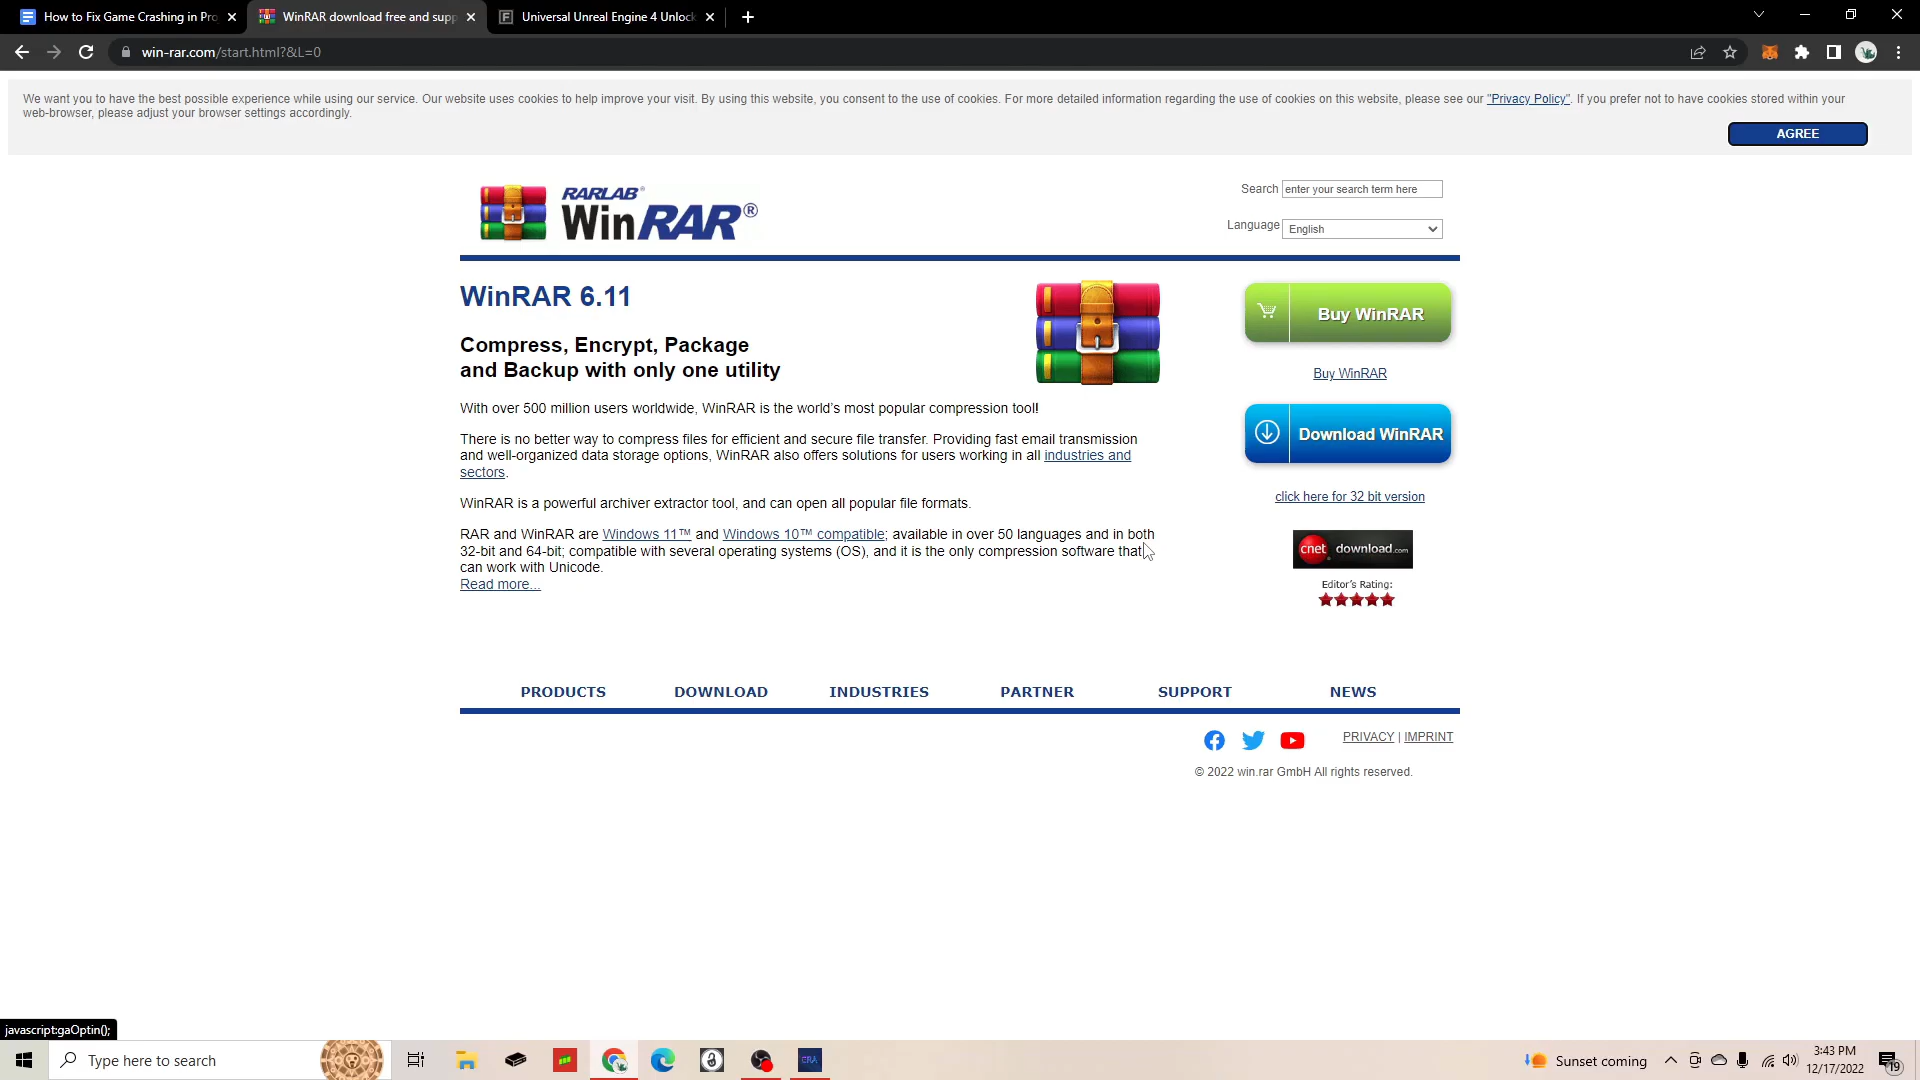 How to Fix Game Crashing in Pro
WinRAR download free and supp
Universal Unreal Engine 4 Unlock
win-rar.com/start.html?&L=0
We want you to have the best possible experience while using our service. Our website uses cookies to help improve your visit. By using this website, you consent to the use of cookies. For more detailed information regarding the use of cookies on this website, please see our "Privacy Policy". If you prefer not to have cookies stored within your
web-browser, please adjust your browser settings accordingly.
AGREE
RARLAB®
WinRAR®
Search enter your search term here
Language English
WinRAR 6.11
Compress, Encrypt, Package
and Backup with only one utility
With over 500 million users worldwide, WinRAR is the world's most popular compression tool!
There is no better way to compress files for efficient and secure file transfer. Providing fast email transmission
and well-organized data storage options, WinRAR also offers solutions for users working in all industries and
sectors.
WinRAR is a powerful archiver extractor tool, and can open all popular file formats.
RAR and WinRAR are Windows 11™ and Windows 10™ compatible; available in over 50 languages and in both
32-bit and 64-bit; compatible with several operating systems (OS), and it is the only compression software that
can work with Unicode.
Read more...
Buy WinRAR
Buy WinRAR
Download WinRAR
click here for 32 bit version
cnet download.com
Editor's Rating:
PRODUCTS DOWNLOAD INDUSTRIES PARTNER SUPPORT NEWS
PRIVACY | IMPRINT
© 2022 win.rar GmbH All rights reserved.
javascript:gaOptin();
Type here to search
CRA
Sunset coming
3:43 PM
12/17/2022
19